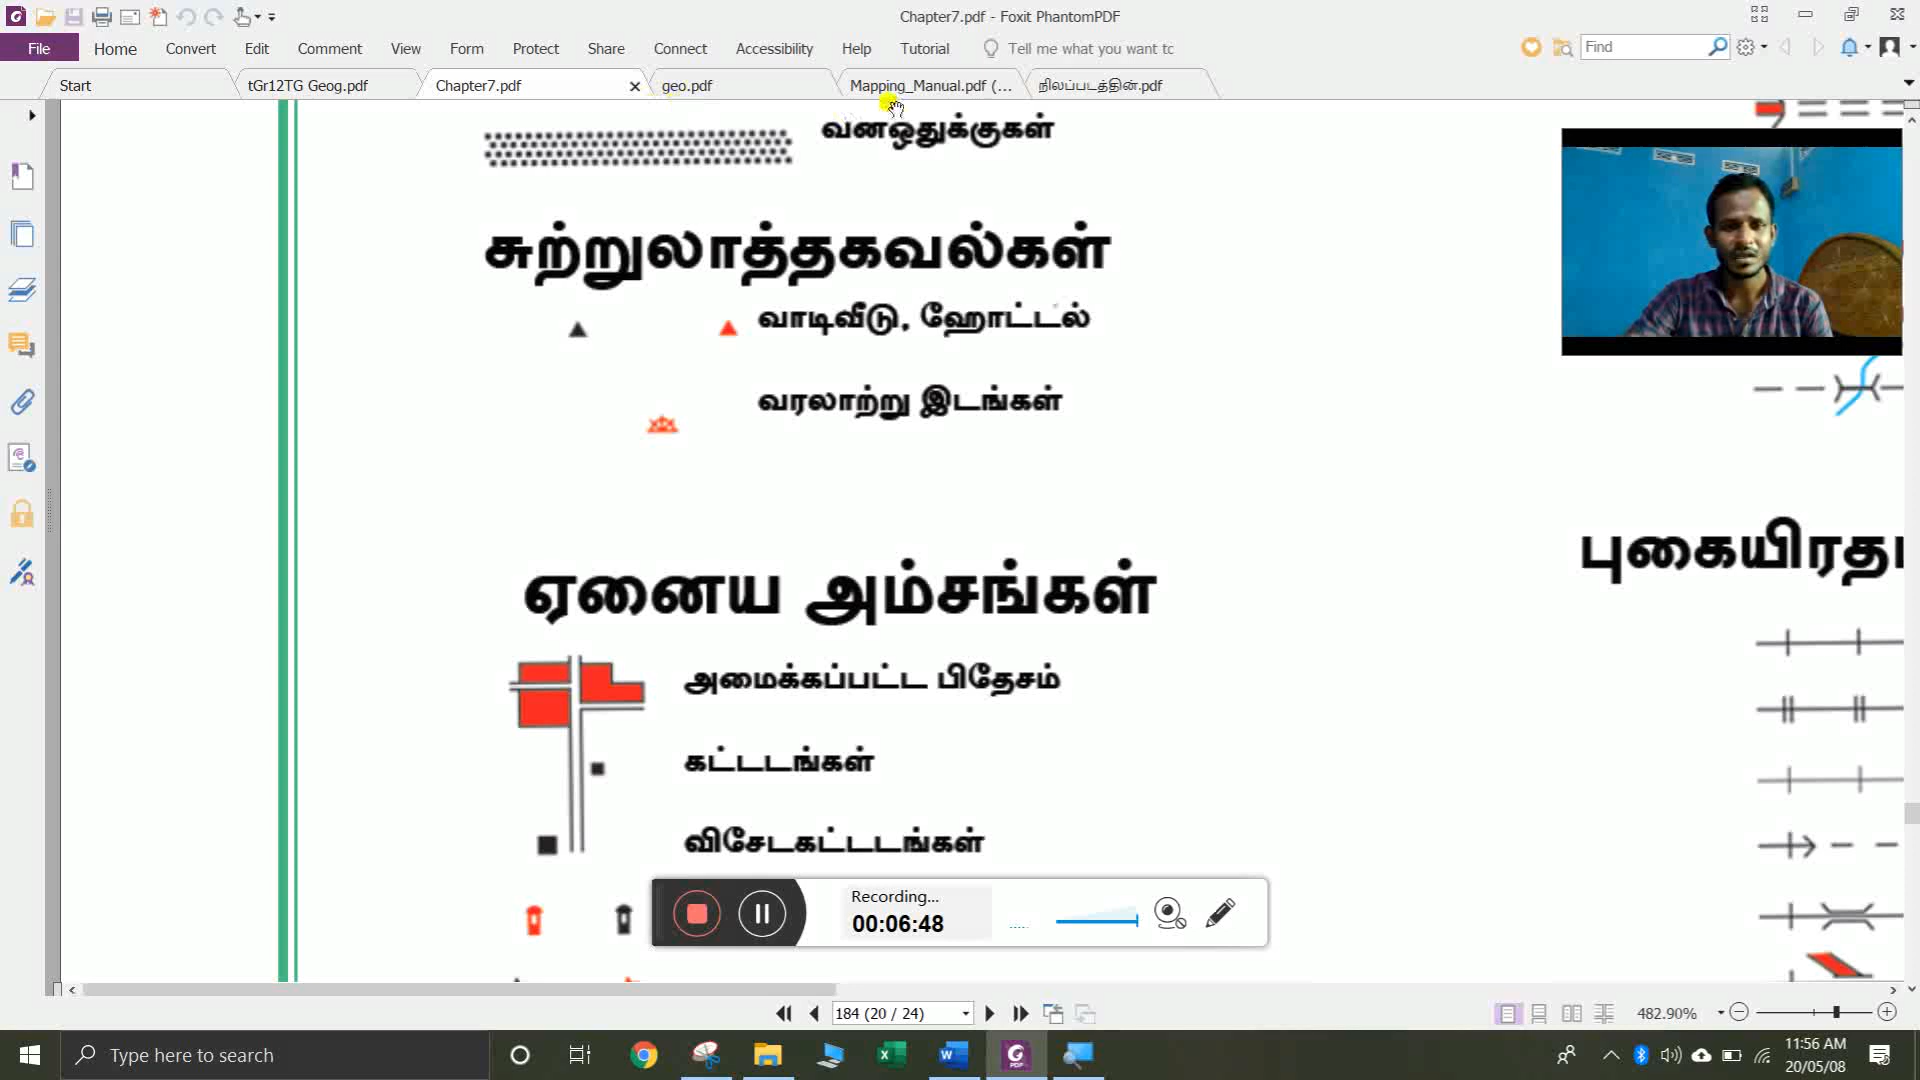 Chapter7.pdf - Foxit PhantomPDF
File Home Convert Edit Comment View Form Protect Share Connect Accessibility Help Tutorial Tell me what you want tc Find
Start tGr12TG Geog.pdf Chapter7.pdf geo.pdf Mapping_Manual.pdf (... நிலப்படத்தின்.pdf
வனஒதுக்குகள்
சுற்றுலாத்தகவல்கள்
வாடிவீடு, ஹோட்டல்
வரலாற்று இடங்கள்
ஏனைய அம்சங்கள்
புகையிரத
அமைக்கப்பட்ட பிதேசம்
கட்டடங்கள்
விசேடகட்டடங்கள்
Recording...
00:06:48
184 (20 / 24)
482.90%
Type here to search
11:56 AM
20/05/08